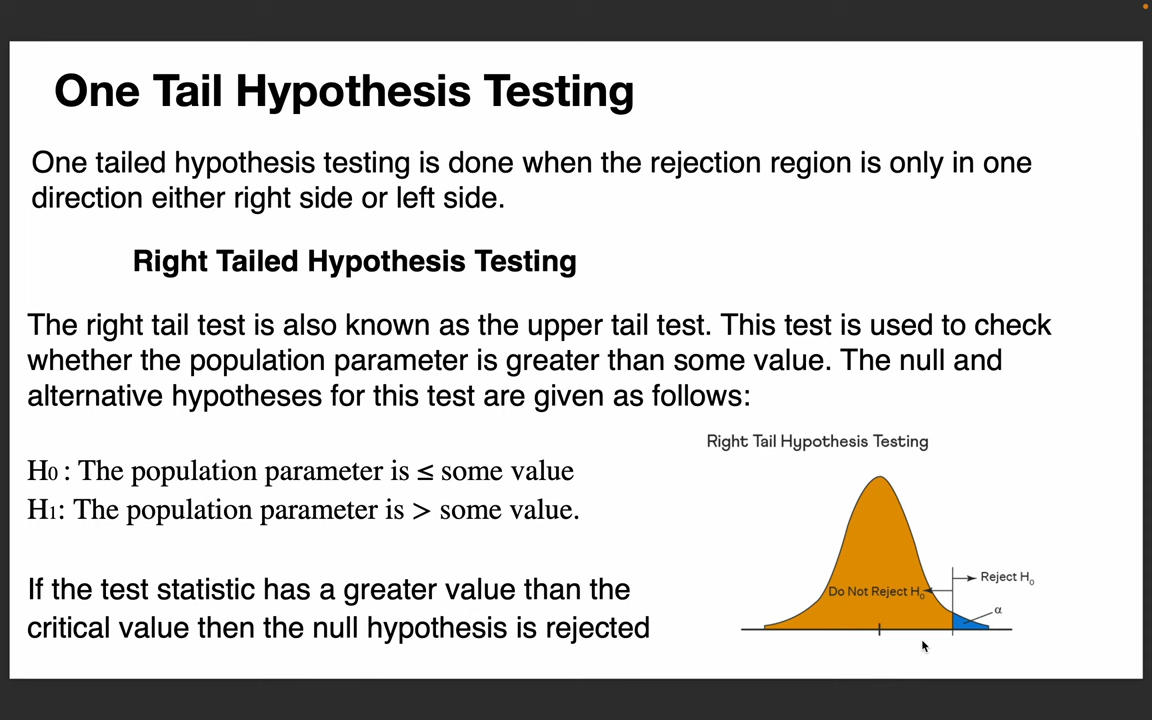 One Tail Hypothesis Testing
One tailed hypothesis testing is done when the rejection region is only in one
direction either right side or left side.
Right Tailed Hypothesis Testing
The right tail test is also known as the upper tail test. This test is used to check
whether the population parameter is greater than some value. The null and
alternative hypotheses for this test are given as follows:
Right Tail Hypothesis Testing
H₀ : The population parameter is ≤ some value
H₁: The population parameter is > some value.
Reject H₀
Do Not Reject H₀
α
If the test statistic has a greater value than the
critical value then the null hypothesis is rejected